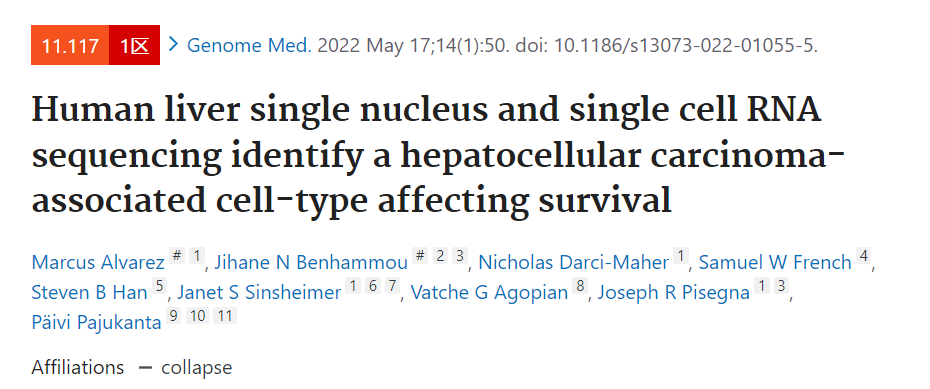 11.117 1区 > Genome Med. 2022 May 17;14(1):50. doi: 10.1186/s13073-022-01055-5.
Human liver single nucleus and single cell RNA
sequencing identify a hepatocellular carcinoma-
associated cell-type affecting survival
Marcus Alvarez # 1, Jihane N Benhammou # 2 3, Nicholas Darci-Maher 1, Samuel W French 4,
Steven B Han 5, Janet S Sinsheimer 1 6 7, Vatche G Agopian 8, Joseph R Pisegna 1 3,
Päivi Pajukanta 9 10 11
Affiliations — collapse